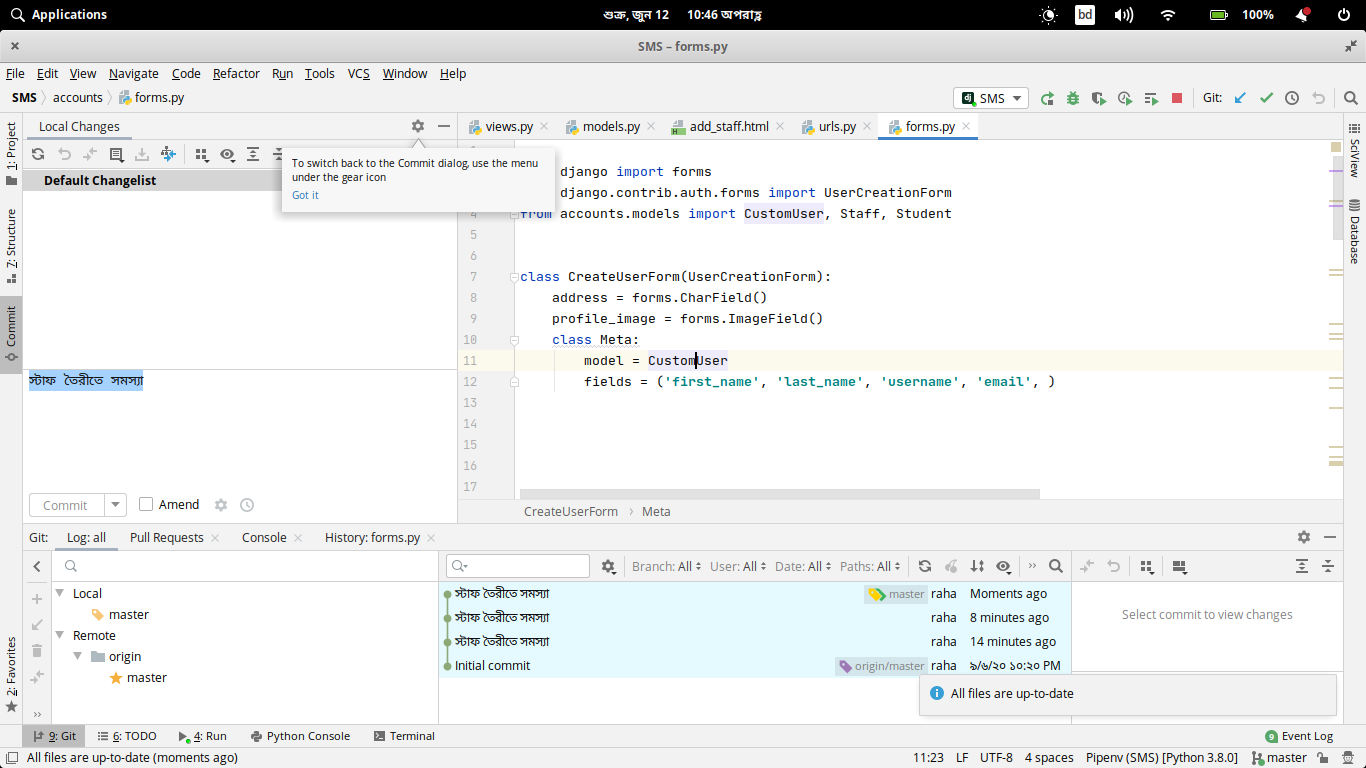 Applications
শুক্র, জুন 12 10:46 অপরাহ্ণ
bd
100%
SMS – forms.py
File Edit View Navigate Code Refactor Run Tools VCS Window Help
SMS accounts forms.py
SMS
Git:
Local Changes
views.py models.py add_staff.html urls.py forms.py
To switch back to the Commit dialog, use the menu
under the gear icon
Got it
Default Changelist
1: Project
7: Structure
Commit
2: Favorites
SciView
Database
django import forms
django.contrib.auth.forms import UserCreationForm
4 from accounts.models import CustomUser, Staff, Student
5
6
7 class CreateUserForm(UserCreationForm):
8 address = forms.CharField()
9 profile_image = forms.ImageField()
10 class Meta:
11 model = CustomUser
12 fields = ('first_name', 'last_name', 'username', 'email', )
13
14
15
16
17
স্টাফ তৈরীতে সমস্যা
Commit Amend
CreateUserForm Meta
Git: Log: all Pull Requests Console History: forms.py
Branch: All User: All Date: All Paths: All
Local
master
Remote
origin
master
স্টাফ তৈরীতে সমস্যা master raha Moments ago
স্টাফ তৈরীতে সমস্যা raha 8 minutes ago
স্টাফ তৈরীতে সমস্যা raha 14 minutes ago
Initial commit origin/master raha ৯/৬/২০ ১০:২০ PM
Select commit to view changes
All files are up-to-date
9: Git 6: TODO 4: Run Python Console Terminal 9 Event Log
All files are up-to-date (moments ago) 11:23 LF UTF-8 4 spaces Pipenv (SMS) [Python 3.8.0] master